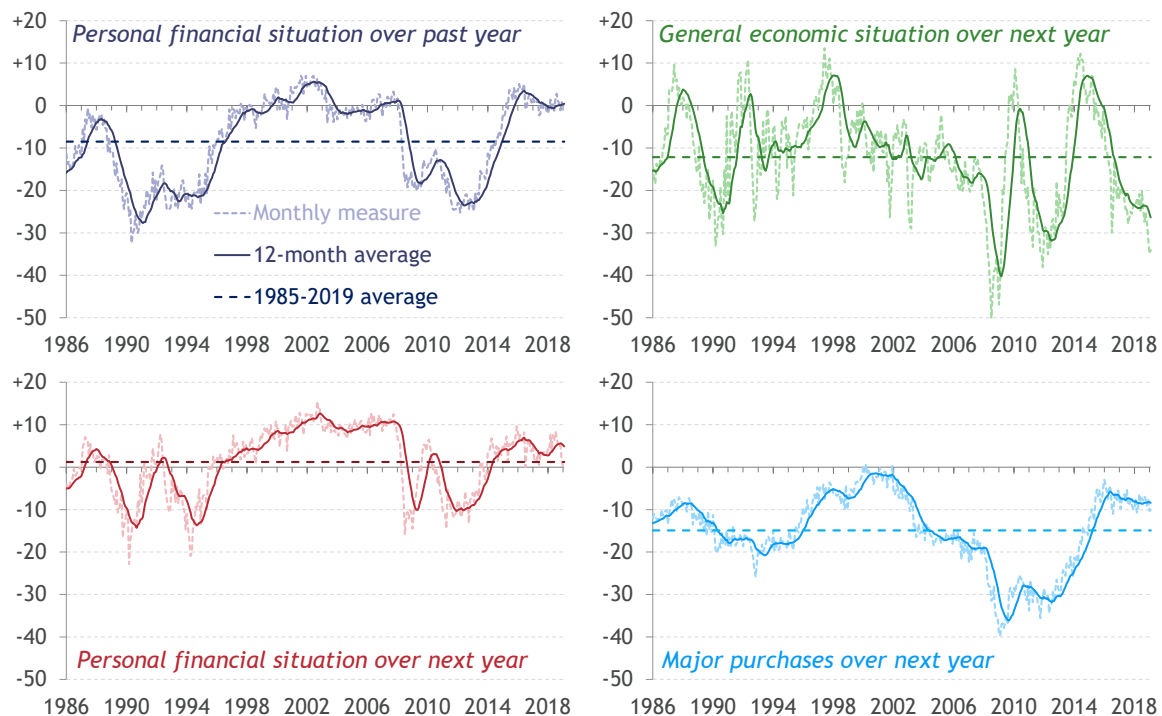 Personal financial situation over past year
+20
+10
0
-10
-20
-30
-40
-50
Monthly measure
12-month average
1985-2019 average
1986 1990 1994 1998 2002 2006 2010 2014 2018
General economic situation over next year
+20
+10
0
-10
-20
-30
-40
-50
1986 1990 1994 1998 2002 2006 2010 2014 2018
+20
+10
0
-10
-20
-30
-40
-50
Personal financial situation over next year
1986 1990 1994 1998 2002 2006 2010 2014 2018
+20
+10
0
-10
-20
-30
-40
-50
Major purchases over next year
1986 1990 1994 1998 2002 2006 2010 2014 2018